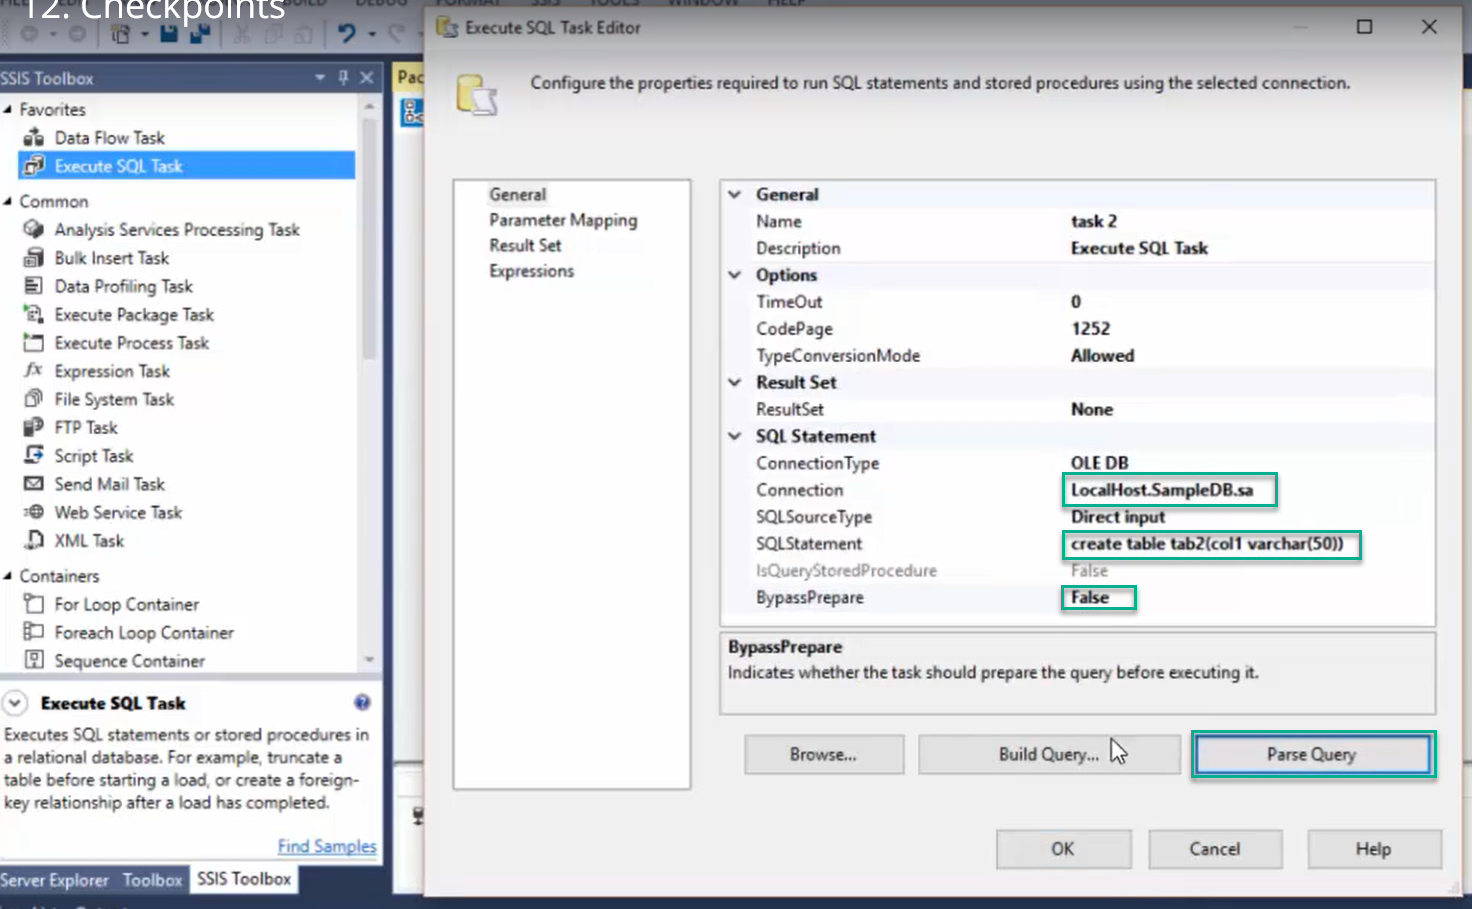 12. Checkpoints
SSIS Toolbox
Favorites
Data Flow Task
Execute SQL Task
Common
Analysis Services Processing Task
Bulk Insert Task
Data Profiling Task
Execute Package Task
Execute Process Task
Expression Task
File System Task
FTP Task
Script Task
Send Mail Task
Web Service Task
XML Task
Containers
For Loop Container
Foreach Loop Container
Sequence Container
Execute SQL Task
Executes SQL statements or stored procedures in
a relational database. For example, truncate a
table before starting a load, or create a foreign-
key relationship after a load has completed.
Find Samples
Server Explorer Toolbox SSIS Toolbox
Pac
Execute SQL Task Editor
Configure the properties required to run SQL statements and stored procedures using the selected connection.
General
Parameter Mapping
Result Set
Expressions
General
Name task 2
Description Execute SQL Task
Options
TimeOut 0
CodePage 1252
TypeConversionMode Allowed
Result Set
ResultSet None
SQL Statement
ConnectionType OLE DB
Connection LocalHost.SampleDB.sa
SQLSourceType Direct input
SQLStatement create table tab2(col1 varchar(50))
IsQueryStoredProcedure False
BypassPrepare False
BypassPrepare
Indicates whether the task should prepare the query before executing it.
Browse... Build Query... Parse Query
OK Cancel Help